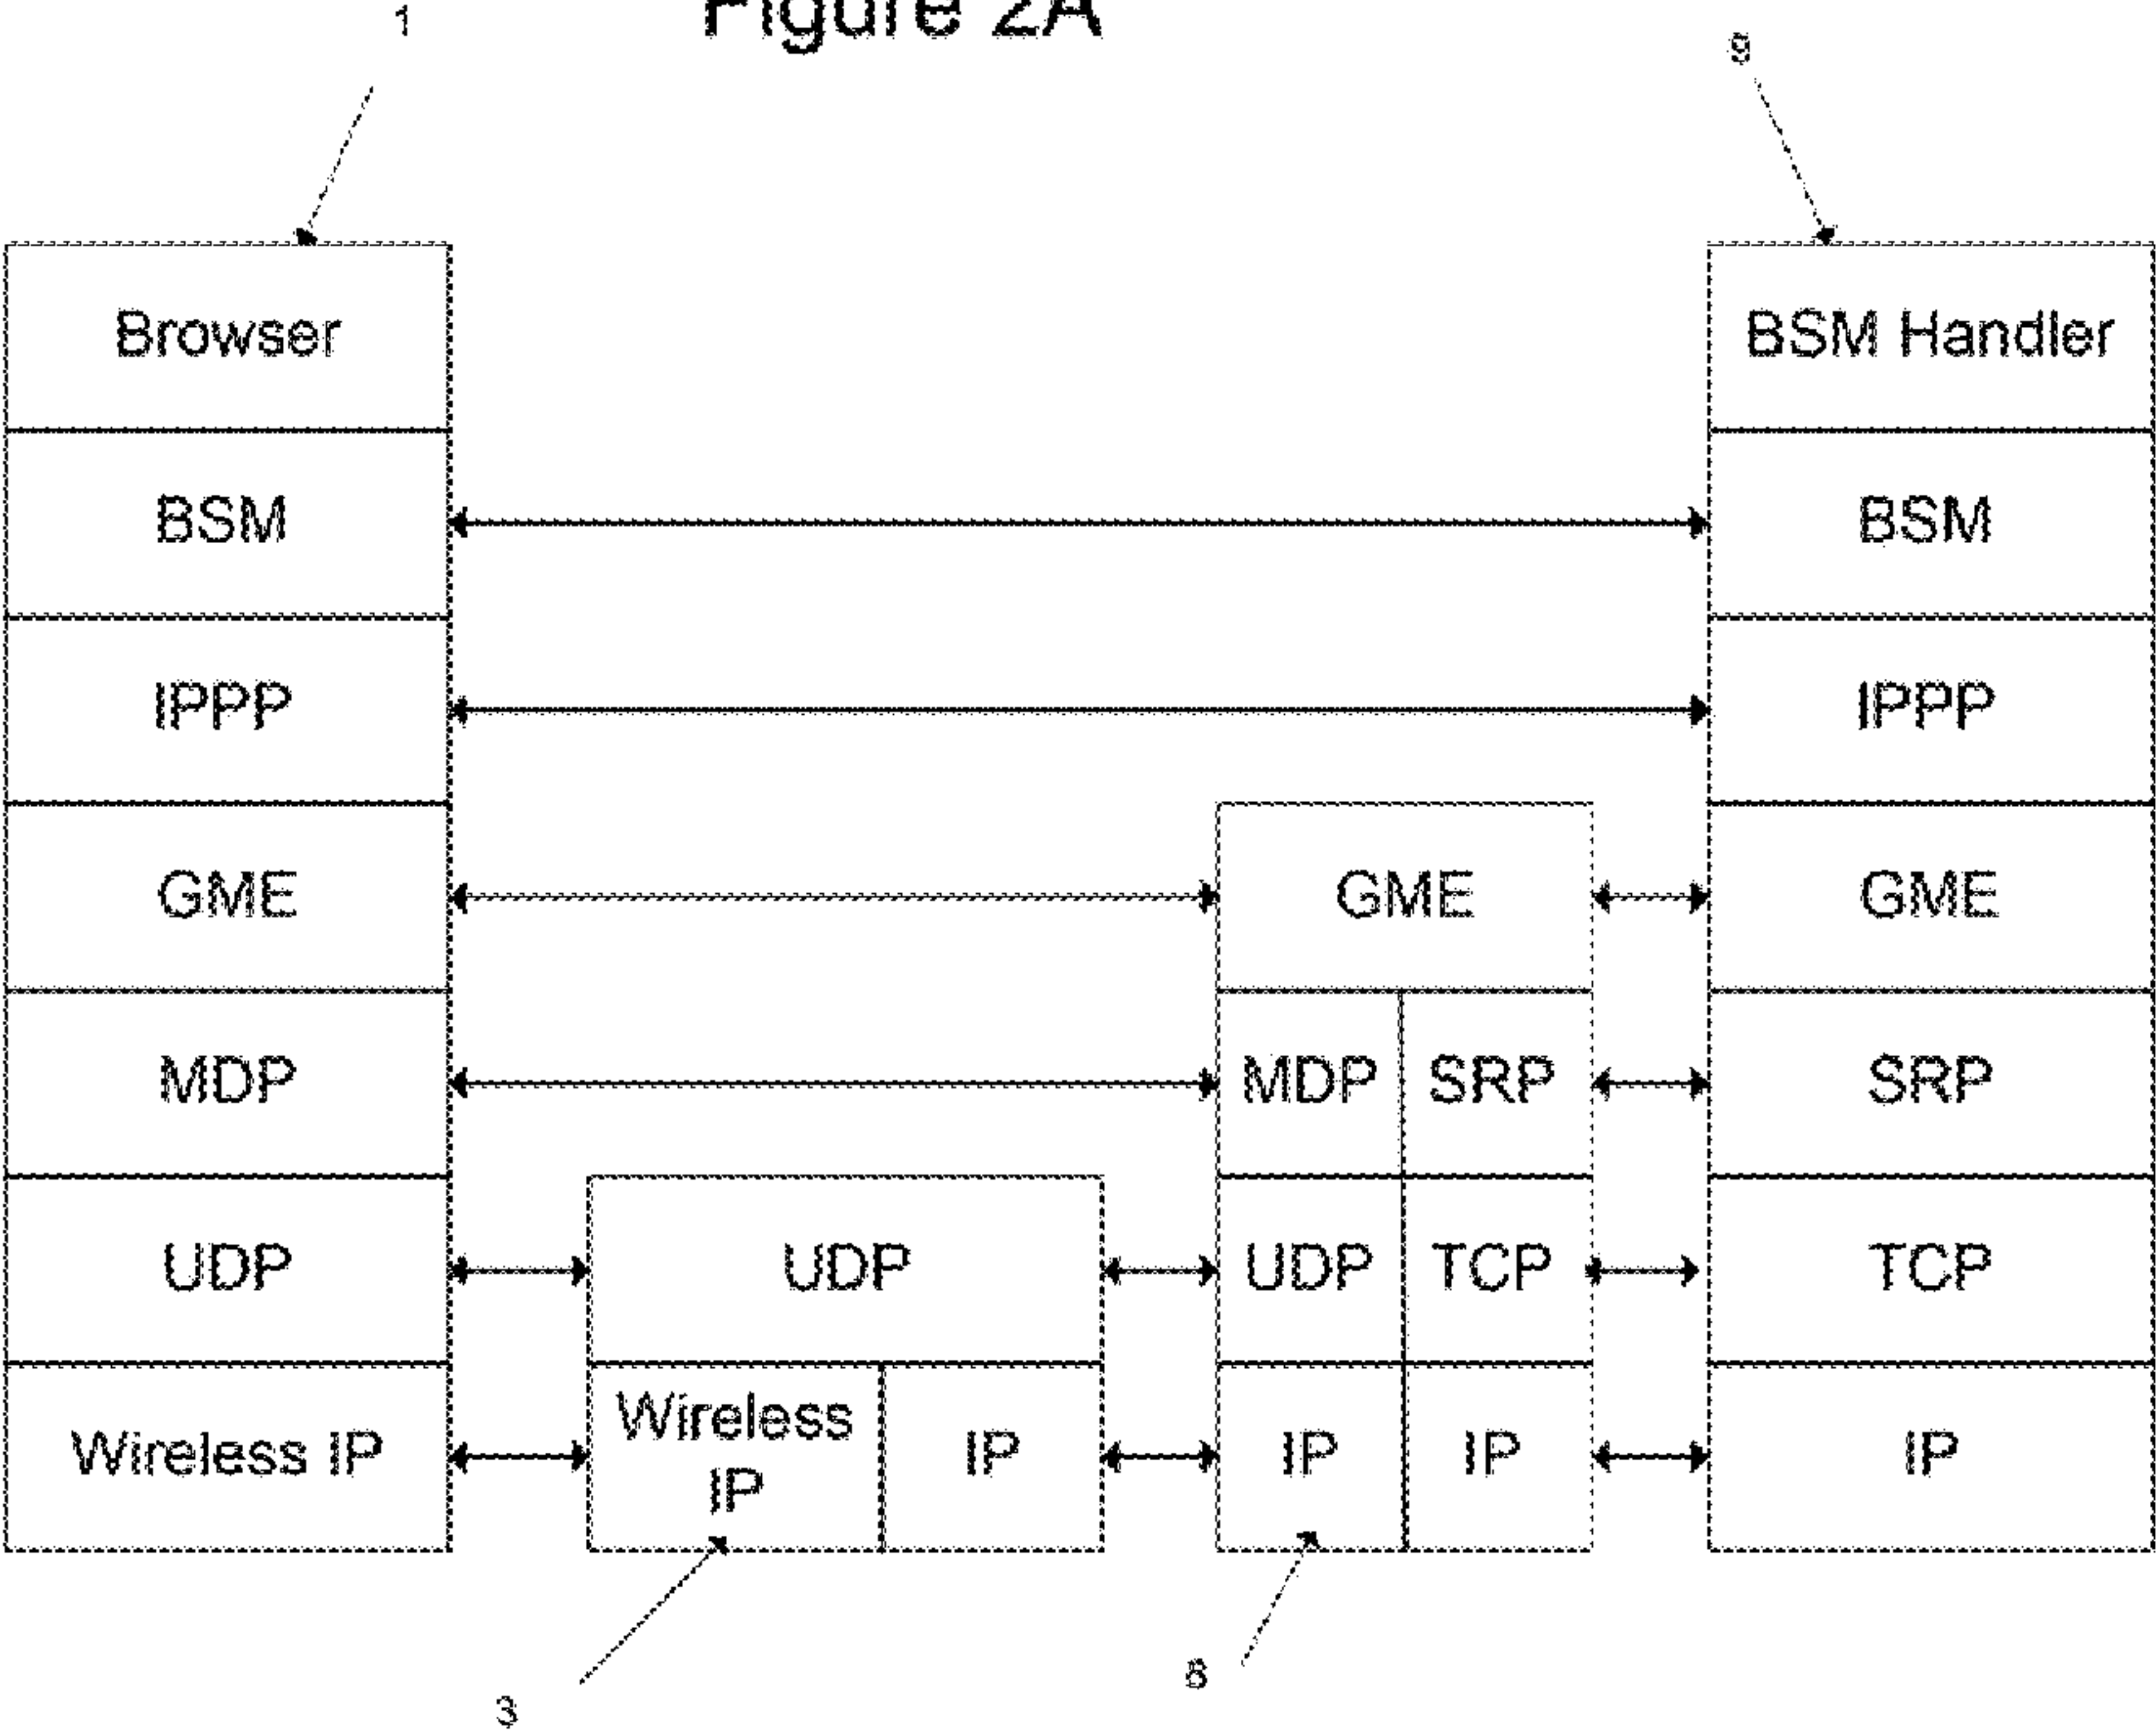 Figure 2A
1
9
Browser
BSM Handler
BSM
BSM
IPPP
IPPP
GME
GME
GME
MDP
MDP
SRP
SRP
UDP
UDP
UDP
TCP
TCP
Wireless IP
Wireless
IP
IP
IP
IP
IP
3